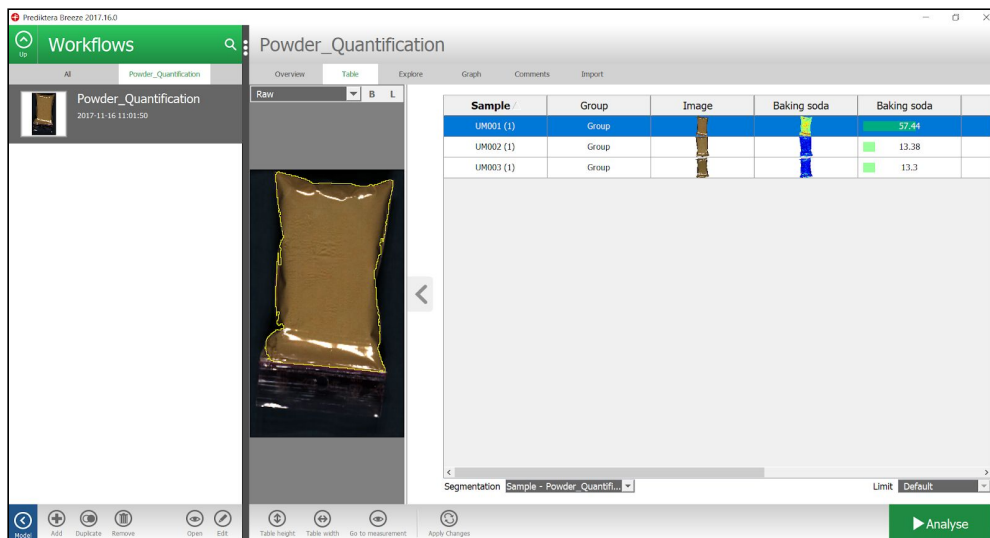 Prediktera Breeze 2017.16.0
Up
Workflows
Powder_Quantification
All
Powder_Quantification
Overview
Table
Explore
Graph
Comments
Import
Powder_Quantification
2017-11-16 11:01:50
Raw
B
L
Sample
Group
Image
Baking soda
Baking soda
UM001 (1)
Group
57.44
UM002 (1)
Group
13.38
UM003 (1)
Group
13.3
Segmentation
Sample - Powder_Quantifi...
Limit
Default
Model
Add
Duplicate
Remove
Open
Edit
Table height
Table width
Go to measurement
Apply Changes
Analyse